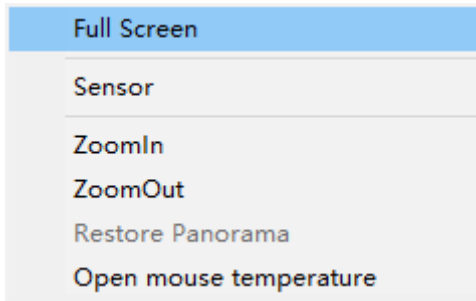 Full Screen
Sensor
ZoomIn
ZoomOut
Restore Panorama
Open mouse temperature